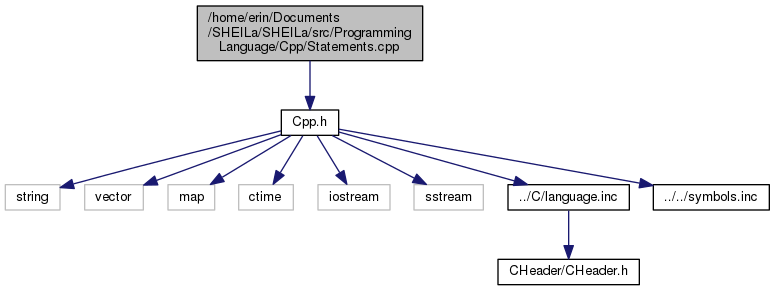 /home/erin/Documents
/SHEILa/SHEILa/src/Programming
Language/Cpp/Statements.cpp
Cpp.h
string
vector
map
ctime
iostream
sstream
../C/language.inc
../../symbols.inc
CHeader/CHeader.h